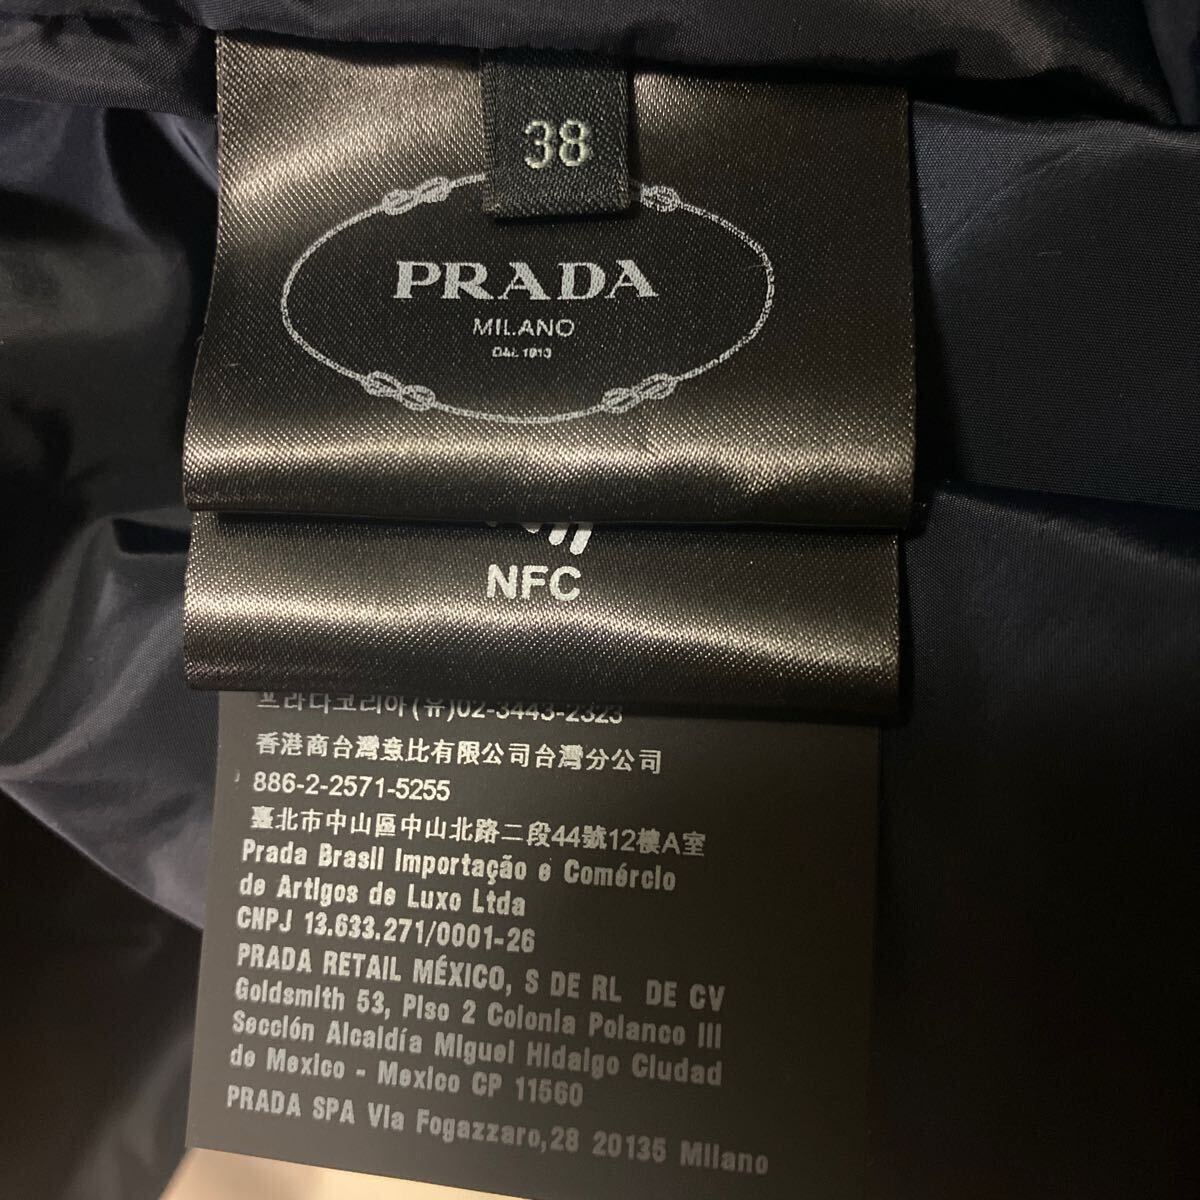 38
PRADA
MILANO
DAL 1913
NFC
프라다코리아(유)02-3443-2323
香港商台灣意比有限公司台灣分公司
886-2-2571-5255
臺北市中山區中山北路二段44號12樓A室
Prada Brasil Importação e Comércio
de Artigos de Luxo Ltda
CNPJ 13.633.271/0001-26
PRADA RETAIL MÉXICO, S DE RL DE CV
Goldsmith 53, Piso 2 Colonia Polanco III
Sección Alcaldía Miguel Hidalgo Ciudad
de Mexico - Mexico CP 11560
PRADA SPA Via Fogazzaro,28 20135 Milano